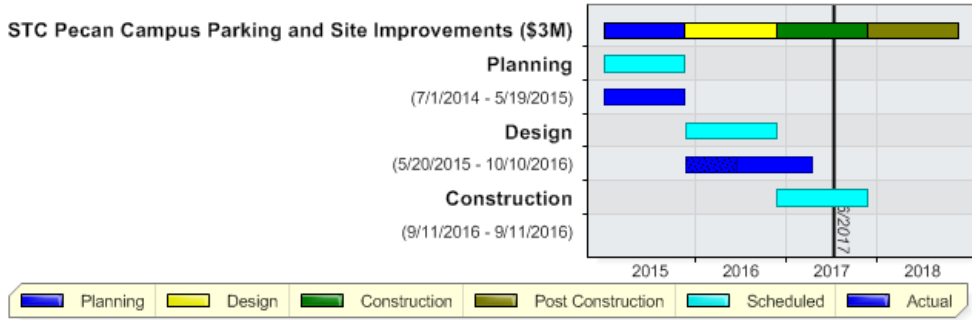 STC Pecan Campus Parking and Site Improvements ($3M)
Planning
(7/1/2014 - 5/19/2015)
Design
(5/20/2015 - 10/10/2016)
Construction
(9/11/2016 - 9/11/2016)
6/2017
2015 2016 2017 2018
Planning Design Construction Post Construction Scheduled Actual